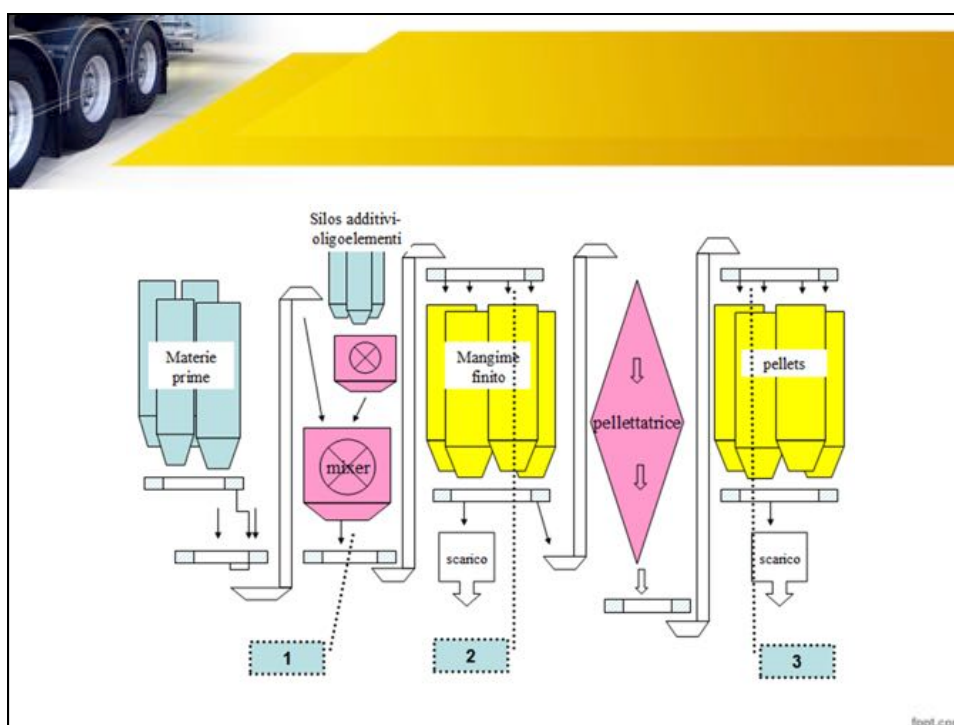 Silos additivi-
oligoelementi
Materie
prime
Mangime
finito
pellets
pellettatrice
mixer
scarico
scarico
1
2
3